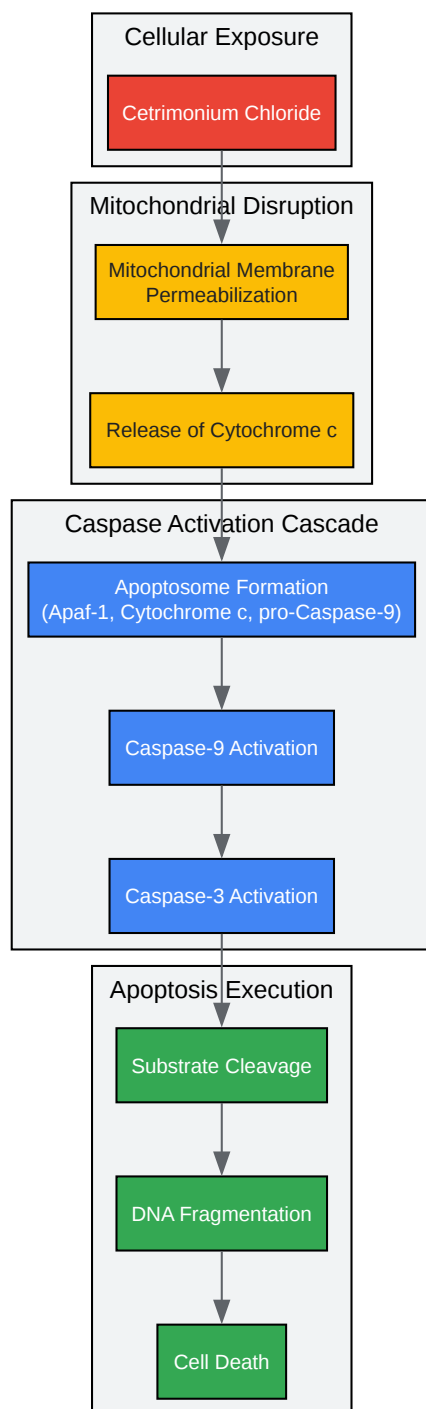 Cellular Exposure
Cetrimonium Chloride
Mitochondrial Disruption
Mitochondrial Membrane
Permeabilization
Release of Cytochrome c
Caspase Activation Cascade
Apoptosome Formation
(Apaf-1, Cytochrome c, pro-Caspase-9)
Caspase-9 Activation
Caspase-3 Activation
Apoptosis Execution
Substrate Cleavage
DNA Fragmentation
Cell Death